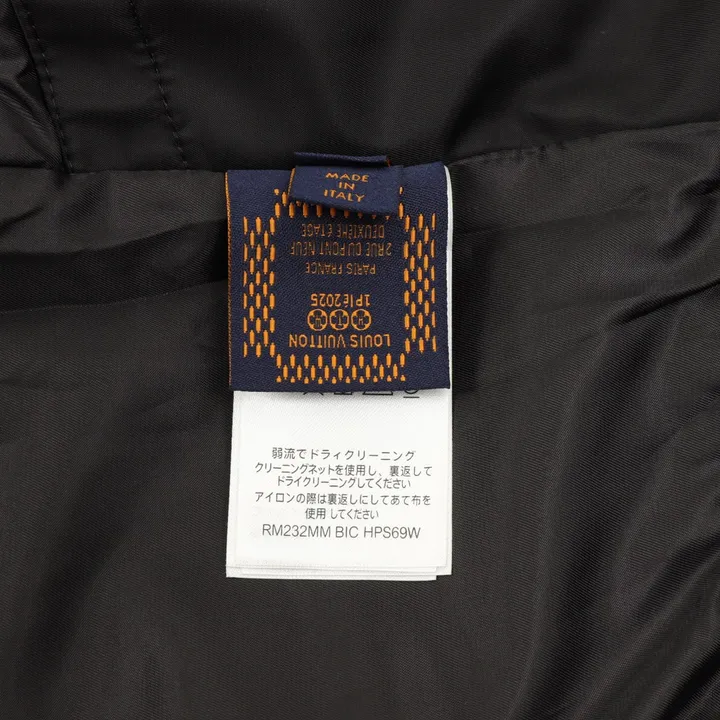 MADE
IN
ITALY
LOUIS VUITTON
1Plé2025
PARIS FRANCE
2 RUE DU PONT NEUF
DEUXIÈME ÉTAGE
弱流でドライクリーニング
クリーニングネットを使用し、裏返して
ドライクリーニングしてください
アイロンの際は裏返しにしてあて布を
使用してください
RM232MM BIC HPS69W